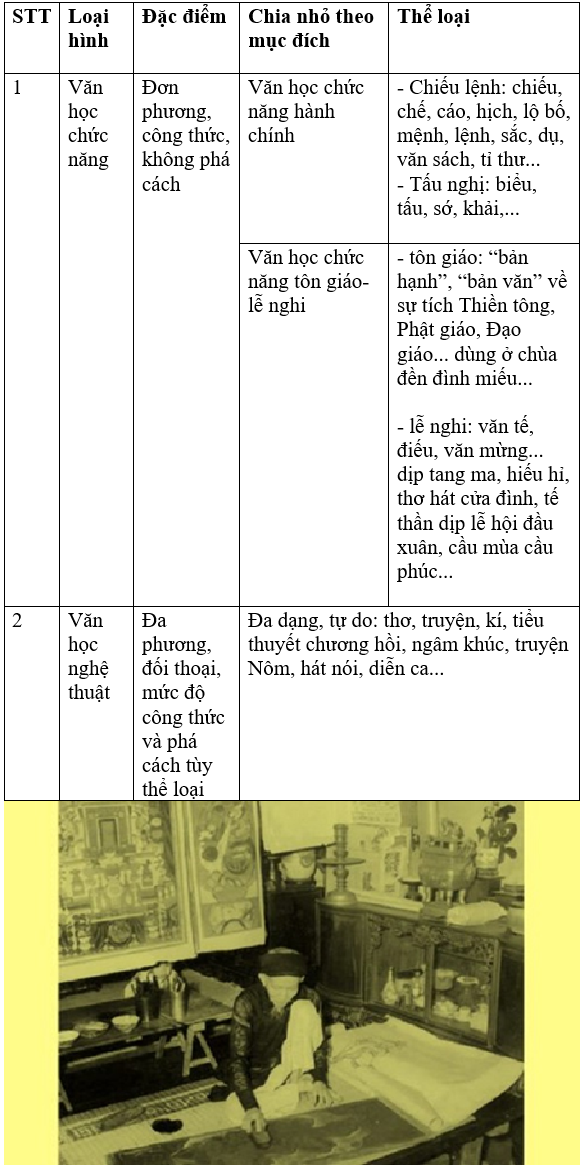 STT
Loại
hình
Đặc điểm
Chia nhỏ theo
mục đích
Thể loại
1
Văn
học
chức
năng
Đơn
phương,
công thức,
không phá
cách
Văn học chức
năng hành
chính
- Chiếu lệnh: chiếu,
chế, cáo, hịch, lộ bố,
mệnh, lệnh, sắc, dụ,
văn sách, tỉ thư...
- Tấu nghị: biểu,
tấu, sớ, khải,...
Văn học chức
năng tôn giáo-
lễ nghi
- tôn giáo: “bản
hạnh”, “bản văn” về
sự tích Thiền tông,
Phật giáo, Đạo
giáo... dùng ở chùa
đền đình miếu...
- lễ nghi: văn tế,
điếu, văn mừng...
dịp tang ma, hiếu hỉ,
thơ hát cửa đình, tế
thần dịp lễ hội đầu
xuân, cầu mùa cầu
phúc...
2
Văn
học
nghệ
thuật
Đa
phương,
đối thoại,
mức độ
công thức
và phá
cách tùy
thể loại
Đa dạng, tự do: thơ, truyện, kí, tiểu
thuyết chương hồi, ngâm khúc, truyện
Nôm, hát nói, diễn ca...